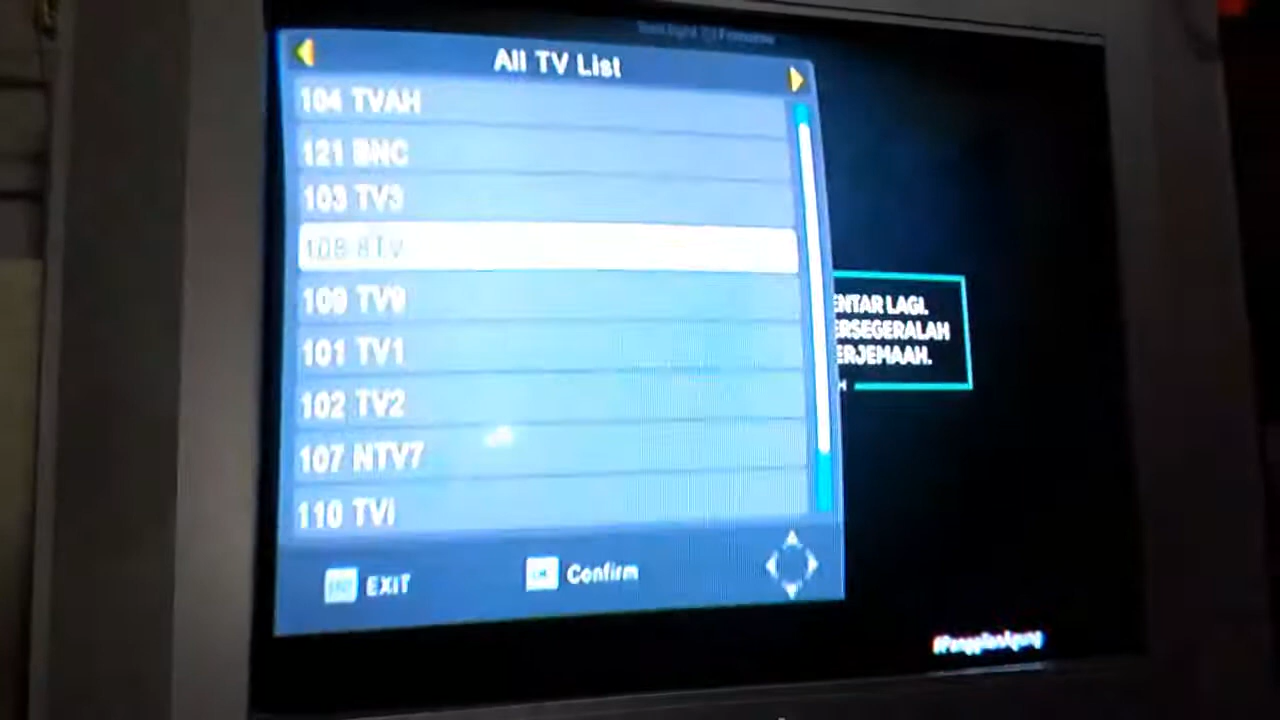 All TV List
104 TVAH
121 BNC
103 TV3
108 8TV
109 TV9
101 TV1
102 TV2
107 NTV7
110 TVi
EXIT
Confirm
ENTAR LAGI.
ERSEGERALAH
ERJEMAAH.
H
#PanggilanAgung